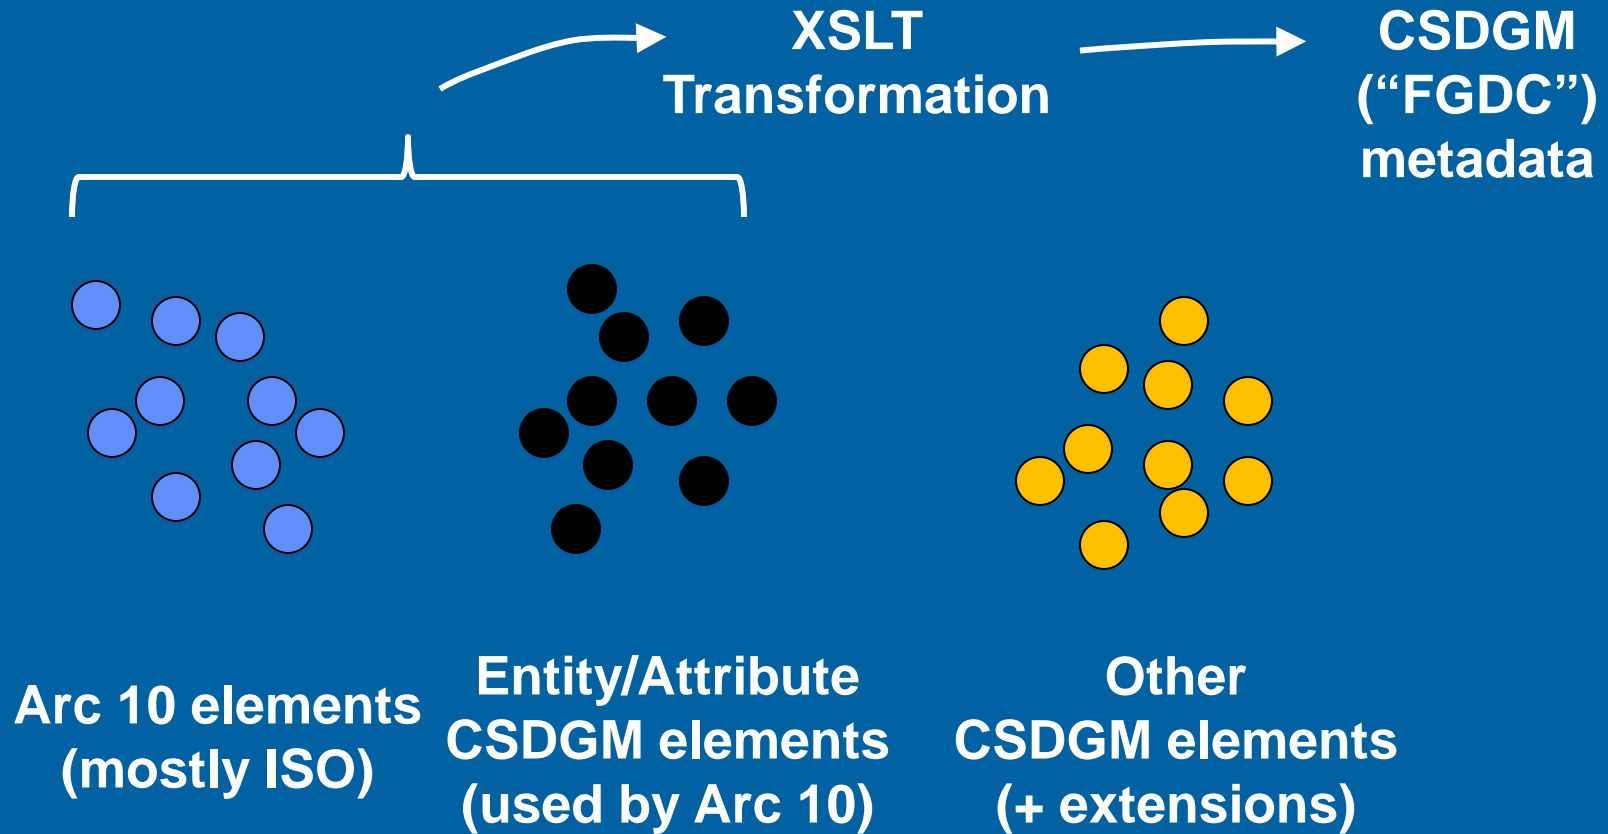 XSLT
Transformation
CSDGM
(“FGDC”)
metadata
Arc 10 elements
(mostly ISO)
Entity/Attribute
CSDGM elements
(used by Arc 10)
Other
CSDGM elements
(+ extensions)